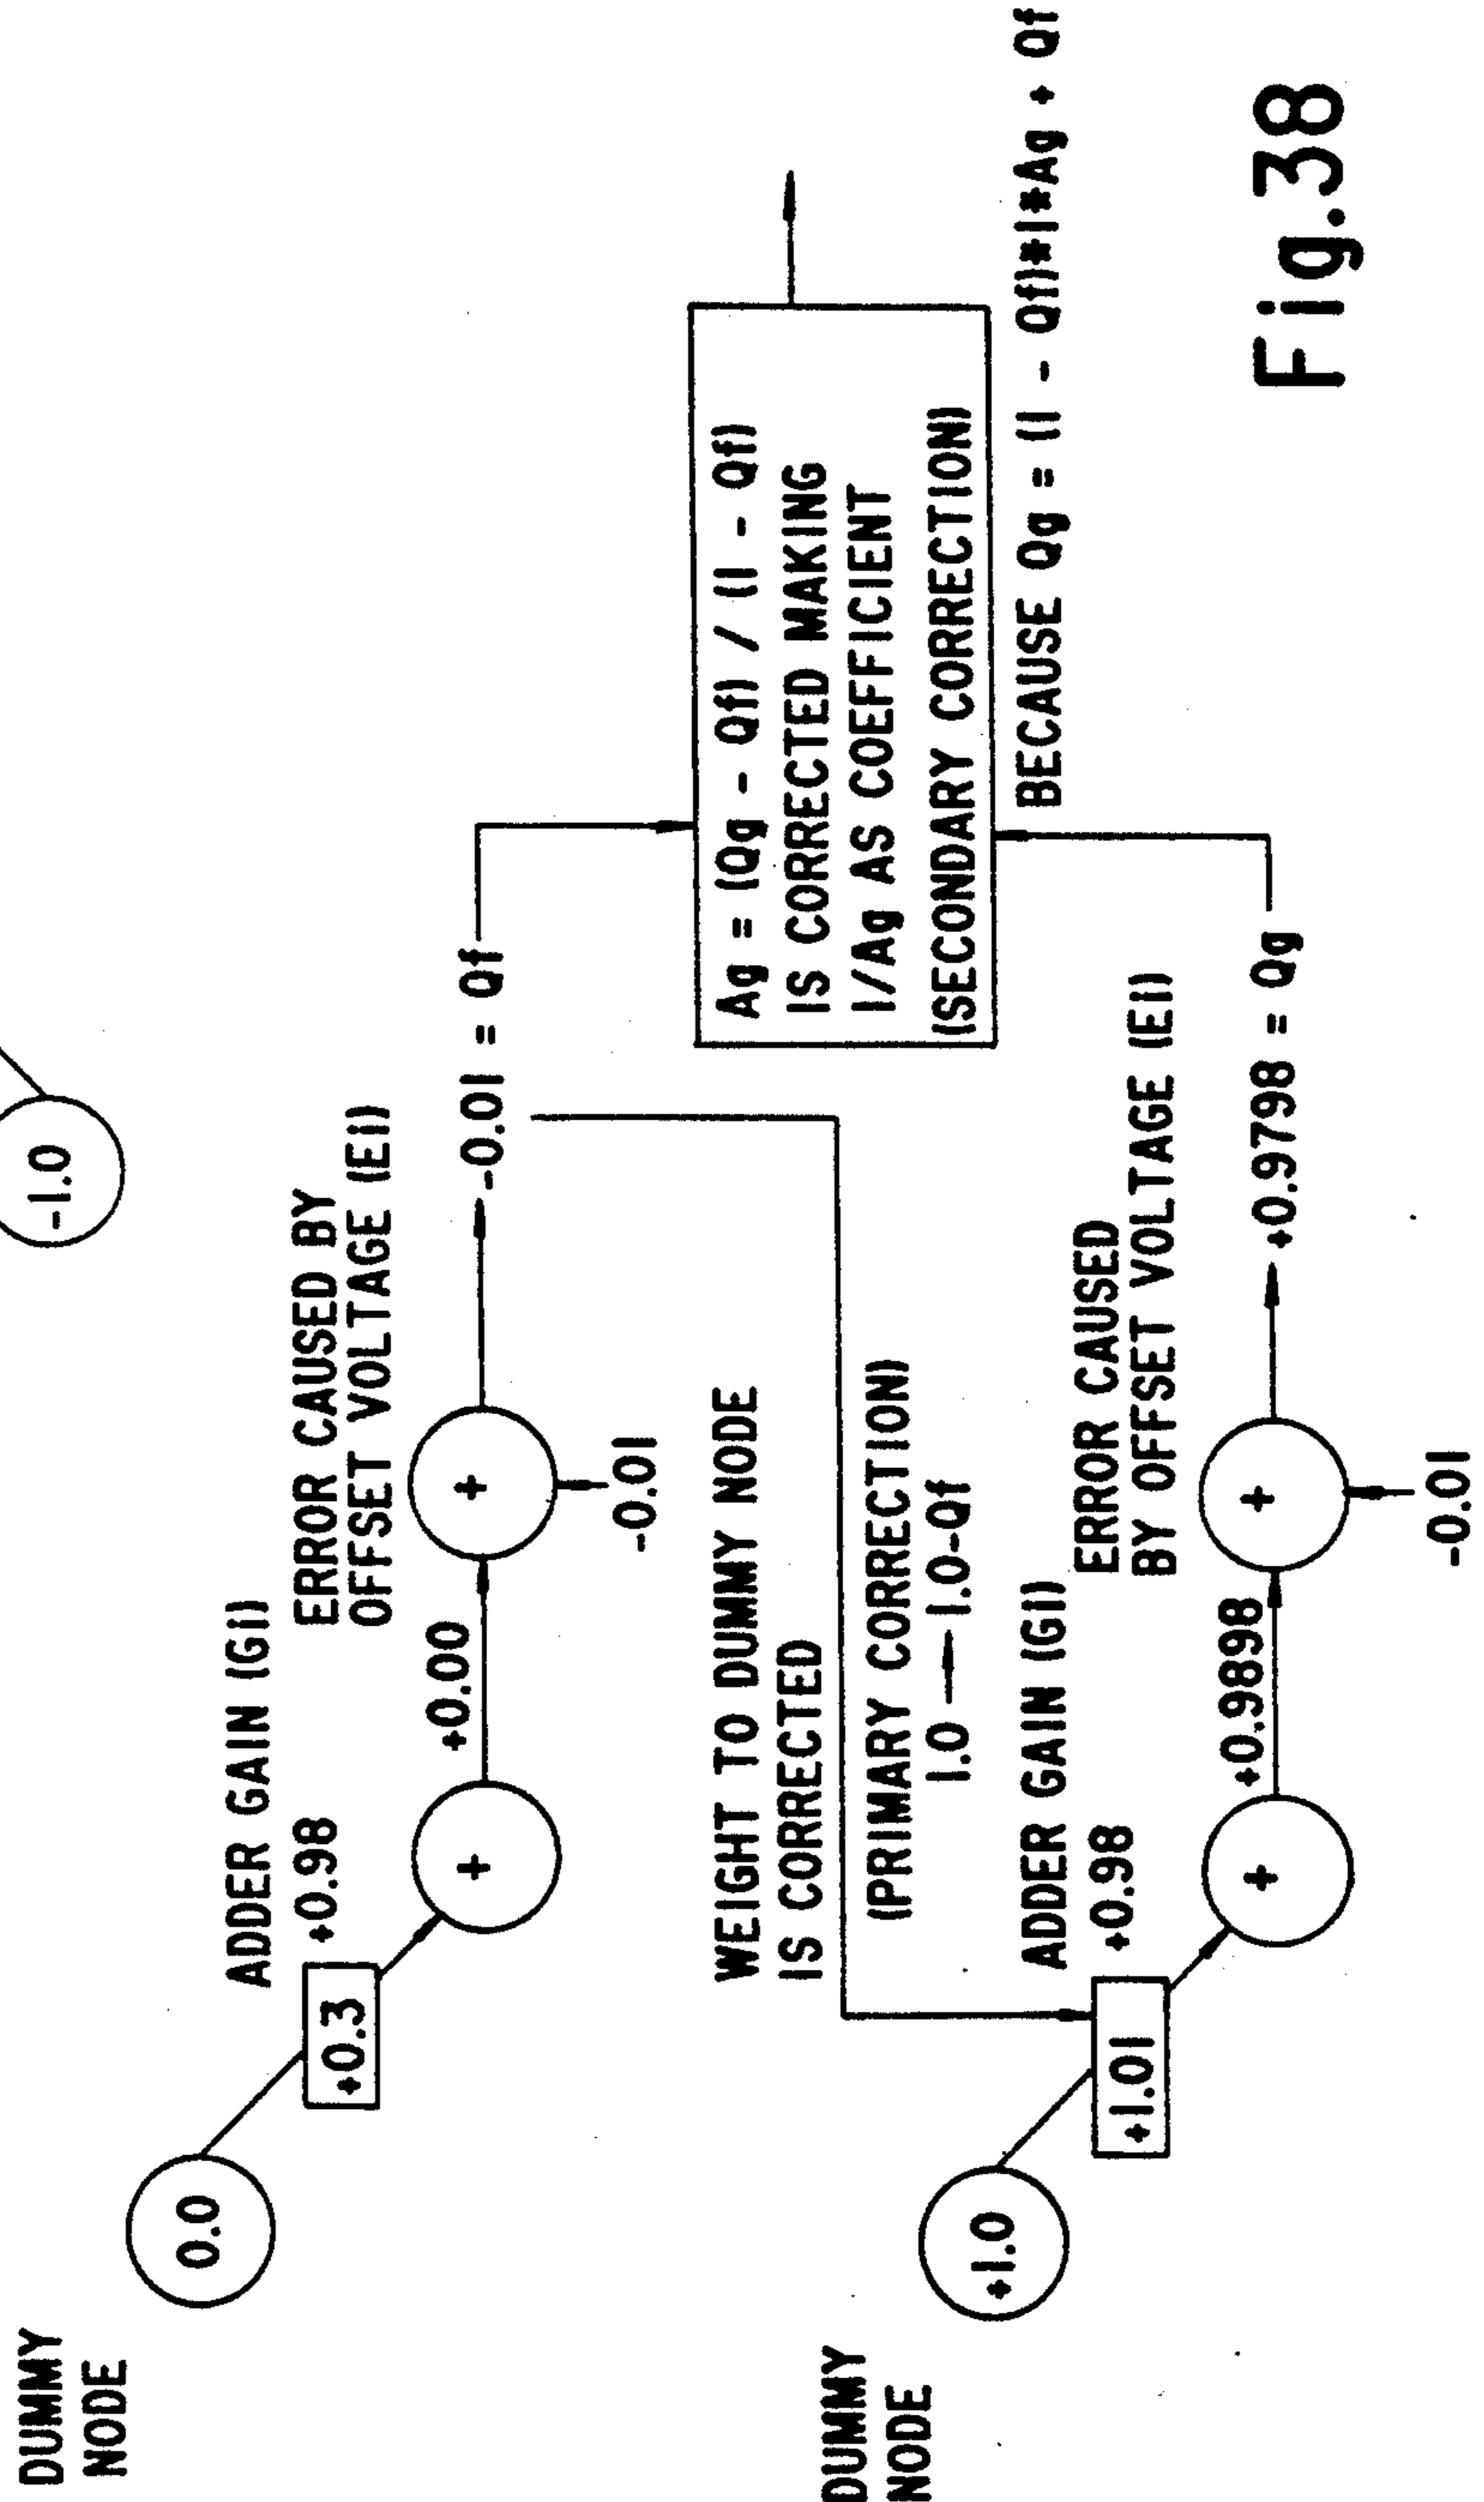 -1.0
DUMMY
NODE
0.0
+0.3
ADDER GAIN (G1)
+0.98
+
+0.00
ERROR CAUSED BY
OFFSET VOLTAGE (E1)
+
-0.01
-0.01 = Qf
WEIGHT TO DUMMY NODE
IS CORRECTED
(PRIMARY CORRECTION)
1.0 → 1.0-Qf
Ag = (Qg - Qf) / (1 - Qf)
IS CORRECTED MAKING
1/Ag AS COEFFICIENT
(SECONDARY CORRECTION)
BECAUSE Qg = (1 - Qf)*1*Ag + Qf
DUMMY
NODE
+1.0
+1.01
ADDER GAIN (G1)
+0.98
+
+0.9898
ERROR CAUSED
BY OFFSET VOLTAGE (E1)
+
-0.01
+0.9798 = Qg
Fig.38